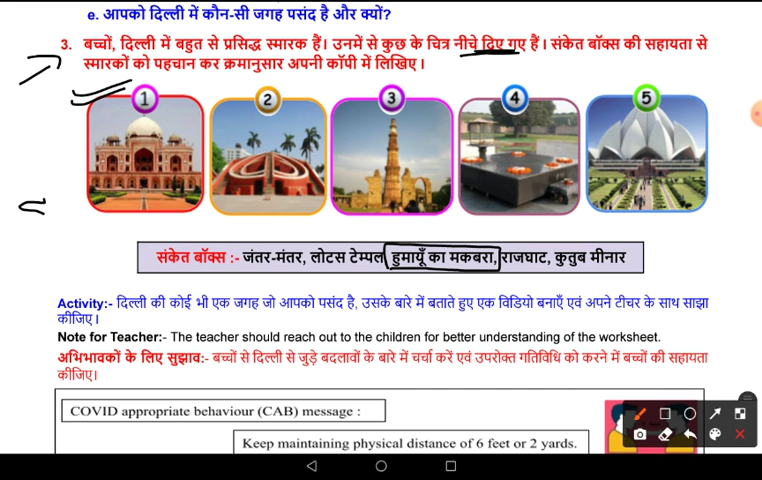 e. आपको दिल्ली में कौन-सी जगह पसंद है और क्यों?
3. बच्चों, दिल्ली में बहुत से प्रसिद्ध स्मारक हैं। उनमें से कुछ के चित्र नीचे दिए गए हैं। संकेत बॉक्स की सहायता से
स्मारकों को पहचान कर क्रमानुसार अपनी कॉपी में लिखिए।
1 2 3 4 5
संकेत बॉक्स :- जंतर-मंतर, लोटस टेम्पल, हुमायूँ का मकबरा, राजघाट, कुतुब मीनार
Activity:- दिल्ली की कोई भी एक जगह जो आपको पसंद है, उसके बारे में बताते हुए एक विडियो बनाएँ एवं अपने टीचर के साथ साझा
कीजिए।
Note for Teacher:- The teacher should reach out to the children for better understanding of the worksheet.
अभिभावकों के लिए सुझाव:- बच्चों से दिल्ली से जुड़े बदलावों के बारे में चर्चा करें एवं उपरोक्त गतिविधि को करने में बच्चों की सहायता
कीजिए।
COVID appropriate behaviour (CAB) message :
Keep maintaining physical distance of 6 feet or 2 yards.